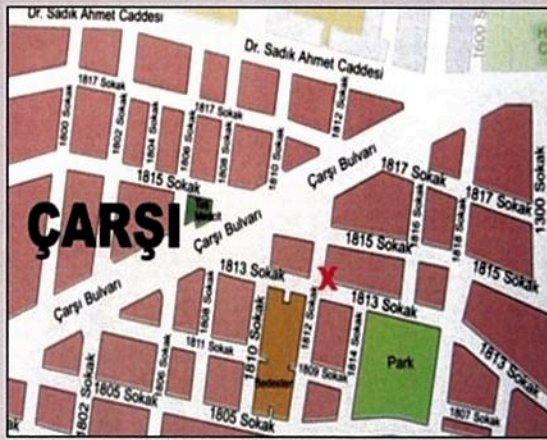 Dr. Sadık Ahmet Caddesi
Dr. Sadık Ahmet Caddesi
1600 S
1817 Sokak
1817 Sokak
1800 Sokak
1802 Sokak
1804 Sokak
1806 Sokak
1808 Sokak
1810 Sokak
1812 Sokak
1815 Sokak
Çarşı Bulvarı
1817 Sokak
1817 Sokak
1300 Sokak
1816 Sokak
1818 Sokak
ÇARŞI
Çarşı Bulvarı
1815 Sokak
1815 Sokak
1813 Sokak
X
1813 Sokak
1813 Sokak
Çarşı Bulvarı
1808 Sokak
1810 Sokak
1812 Sokak
1814 Sokak
1811 Sokak
1809 Sokak
Park
Bedesten
1806 Sokak
1805 Sokak
1805 Sokak
1802 Sokak
1807 Sokak